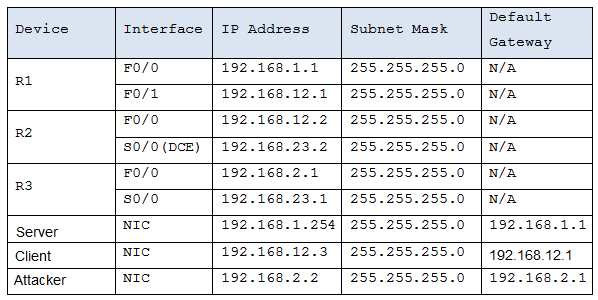 Device Interface IP Address Subnet Mask Default Gateway
R1 F0/0 192.168.1.1 255.255.255.0 N/A
F0/1 192.168.12.1 255.255.255.0 N/A
R2 F0/0 192.168.12.2 255.255.255.0 N/A
S0/0(DCE) 192.168.23.2 255.255.255.0 N/A
R3 F0/0 192.168.2.1 255.255.255.0 N/A
S0/0 192.168.23.1 255.255.255.0 N/A
Server NIC 192.168.1.254 255.255.255.0 192.168.1.1
Client NIC 192.168.12.3 255.255.255.0 192.168.12.1
Attacker NIC 192.168.2.2 255.255.255.0 192.168.2.1